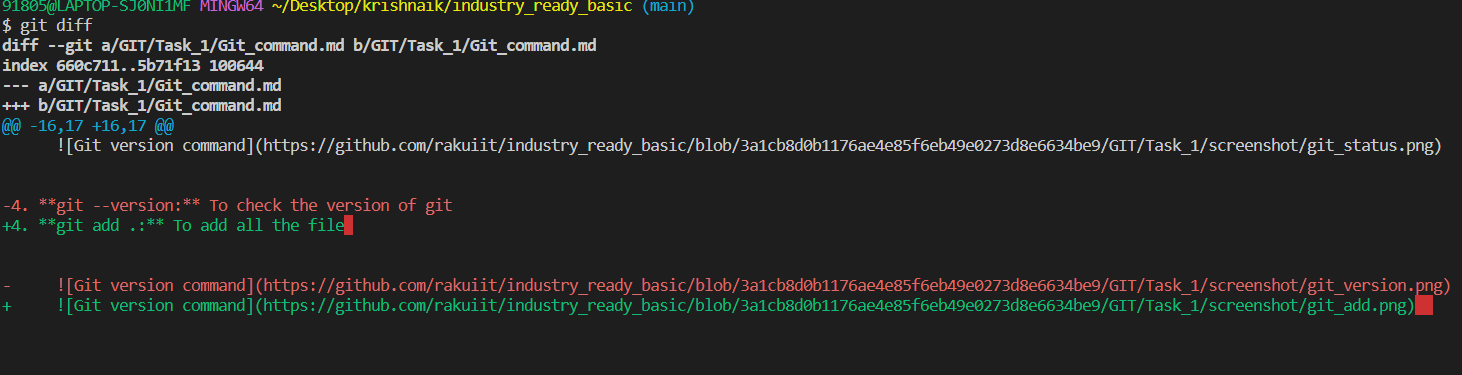 91805@LAPTOP-SJ0NI1MF MINGW64 ~/Desktop/krishnaik/industry_ready_basic (main)
$ git diff
diff --git a/GIT/Task_1/Git_command.md b/GIT/Task_1/Git_command.md
index 660c711..5b71f13 100644
--- a/GIT/Task_1/Git_command.md
+++ b/GIT/Task_1/Git_command.md
@@ -16,17 +16,17 @@
      ![Git version command](https://github.com/rakuiit/industry_ready_basic/blob/3a1cb8d0b1176ae4e85f6eb49e0273d8e6634be9/GIT/Task_1/screenshot/git_status.png)
-4. **git --version:** To check the version of git
+4. **git add .:** To add all the file
-     ![Git version command](https://github.com/rakuiit/industry_ready_basic/blob/3a1cb8d0b1176ae4e85f6eb49e0273d8e6634be9/GIT/Task_1/screenshot/git_version.png)
+     ![Git version command](https://github.com/rakuiit/industry_ready_basic/blob/3a1cb8d0b1176ae4e85f6eb49e0273d8e6634be9/GIT/Task_1/screenshot/git_add.png)